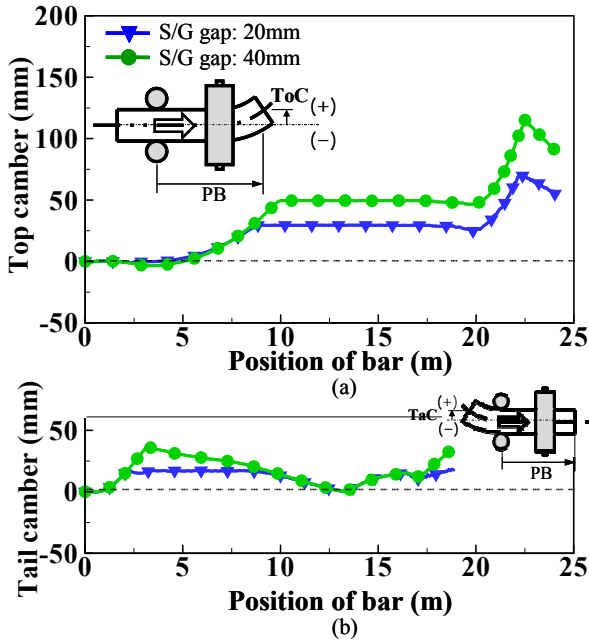 200
S/G gap: 20mm
S/G gap: 40mm
150
ToC
(+)
100
(−)
PB
50
0
-50
0 5 10 15 20 25
Top camber (mm)
Position of bar (m)
(a)
(+)
TaC
(−)
50
PB
0
-50
0 5 10 15 20 25
Tail camber (mm)
Position of bar (m)
(b)